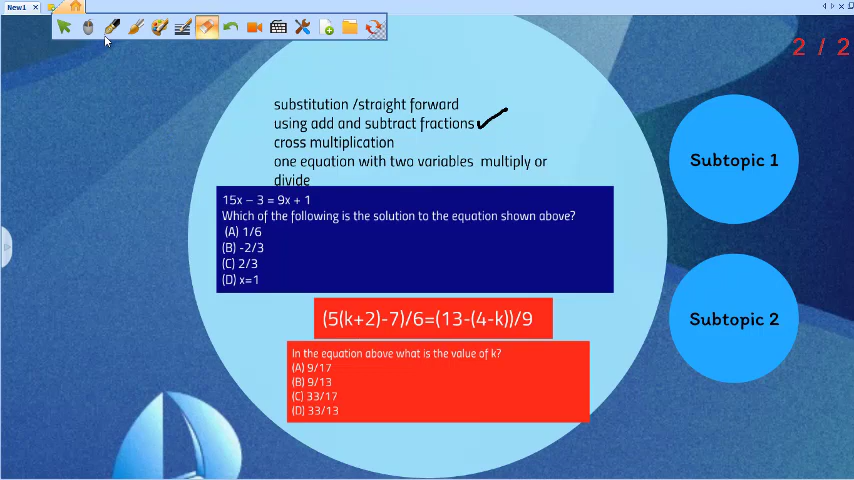 New1
2 / 2
substitution /straight forward
using add and subtract fractions
cross multiplication
one equation with two variables multiply or
divide
15x – 3 = 9x + 1
Which of the following is the solution to the equation shown above?
(A) 1/6
(B) -2/3
(C) 2/3
(D) x=1
(5(k+2)-7)/6=(13-(4-k))/9
In the equation above what is the value of k?
(A) 9/17
(B) 9/13
(C) 33/17
(D) 33/13
Subtopic 1
Subtopic 2